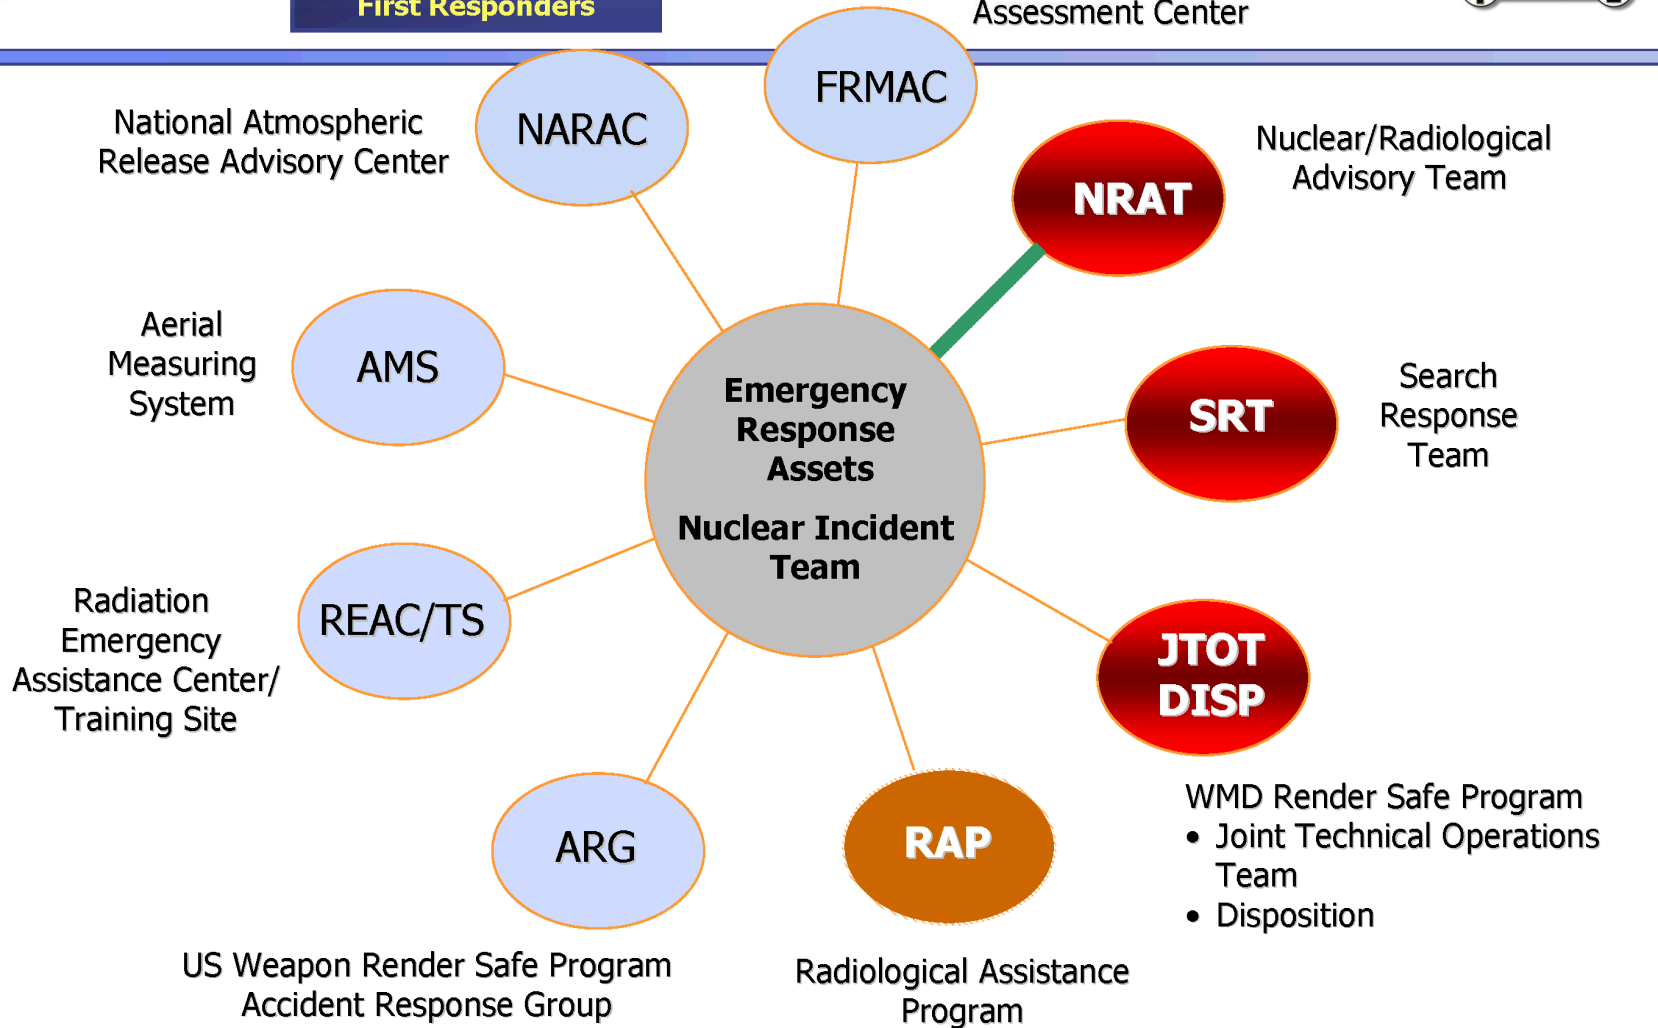 First Responders
Assessment Center
FRMAC
NARAC
National Atmospheric
Release Advisory Center
NRAT
Nuclear/Radiological
Advisory Team
AMS
Aerial
Measuring
System
Emergency
Response
Assets
Nuclear Incident
Team
SRT
Search
Response
Team
REAC/TS
Radiation
Emergency
Assistance Center/
Training Site
JTOT
DISP
WMD Render Safe Program
• Joint Technical Operations
Team
• Disposition
ARG
US Weapon Render Safe Program
Accident Response Group
RAP
Radiological Assistance
Program